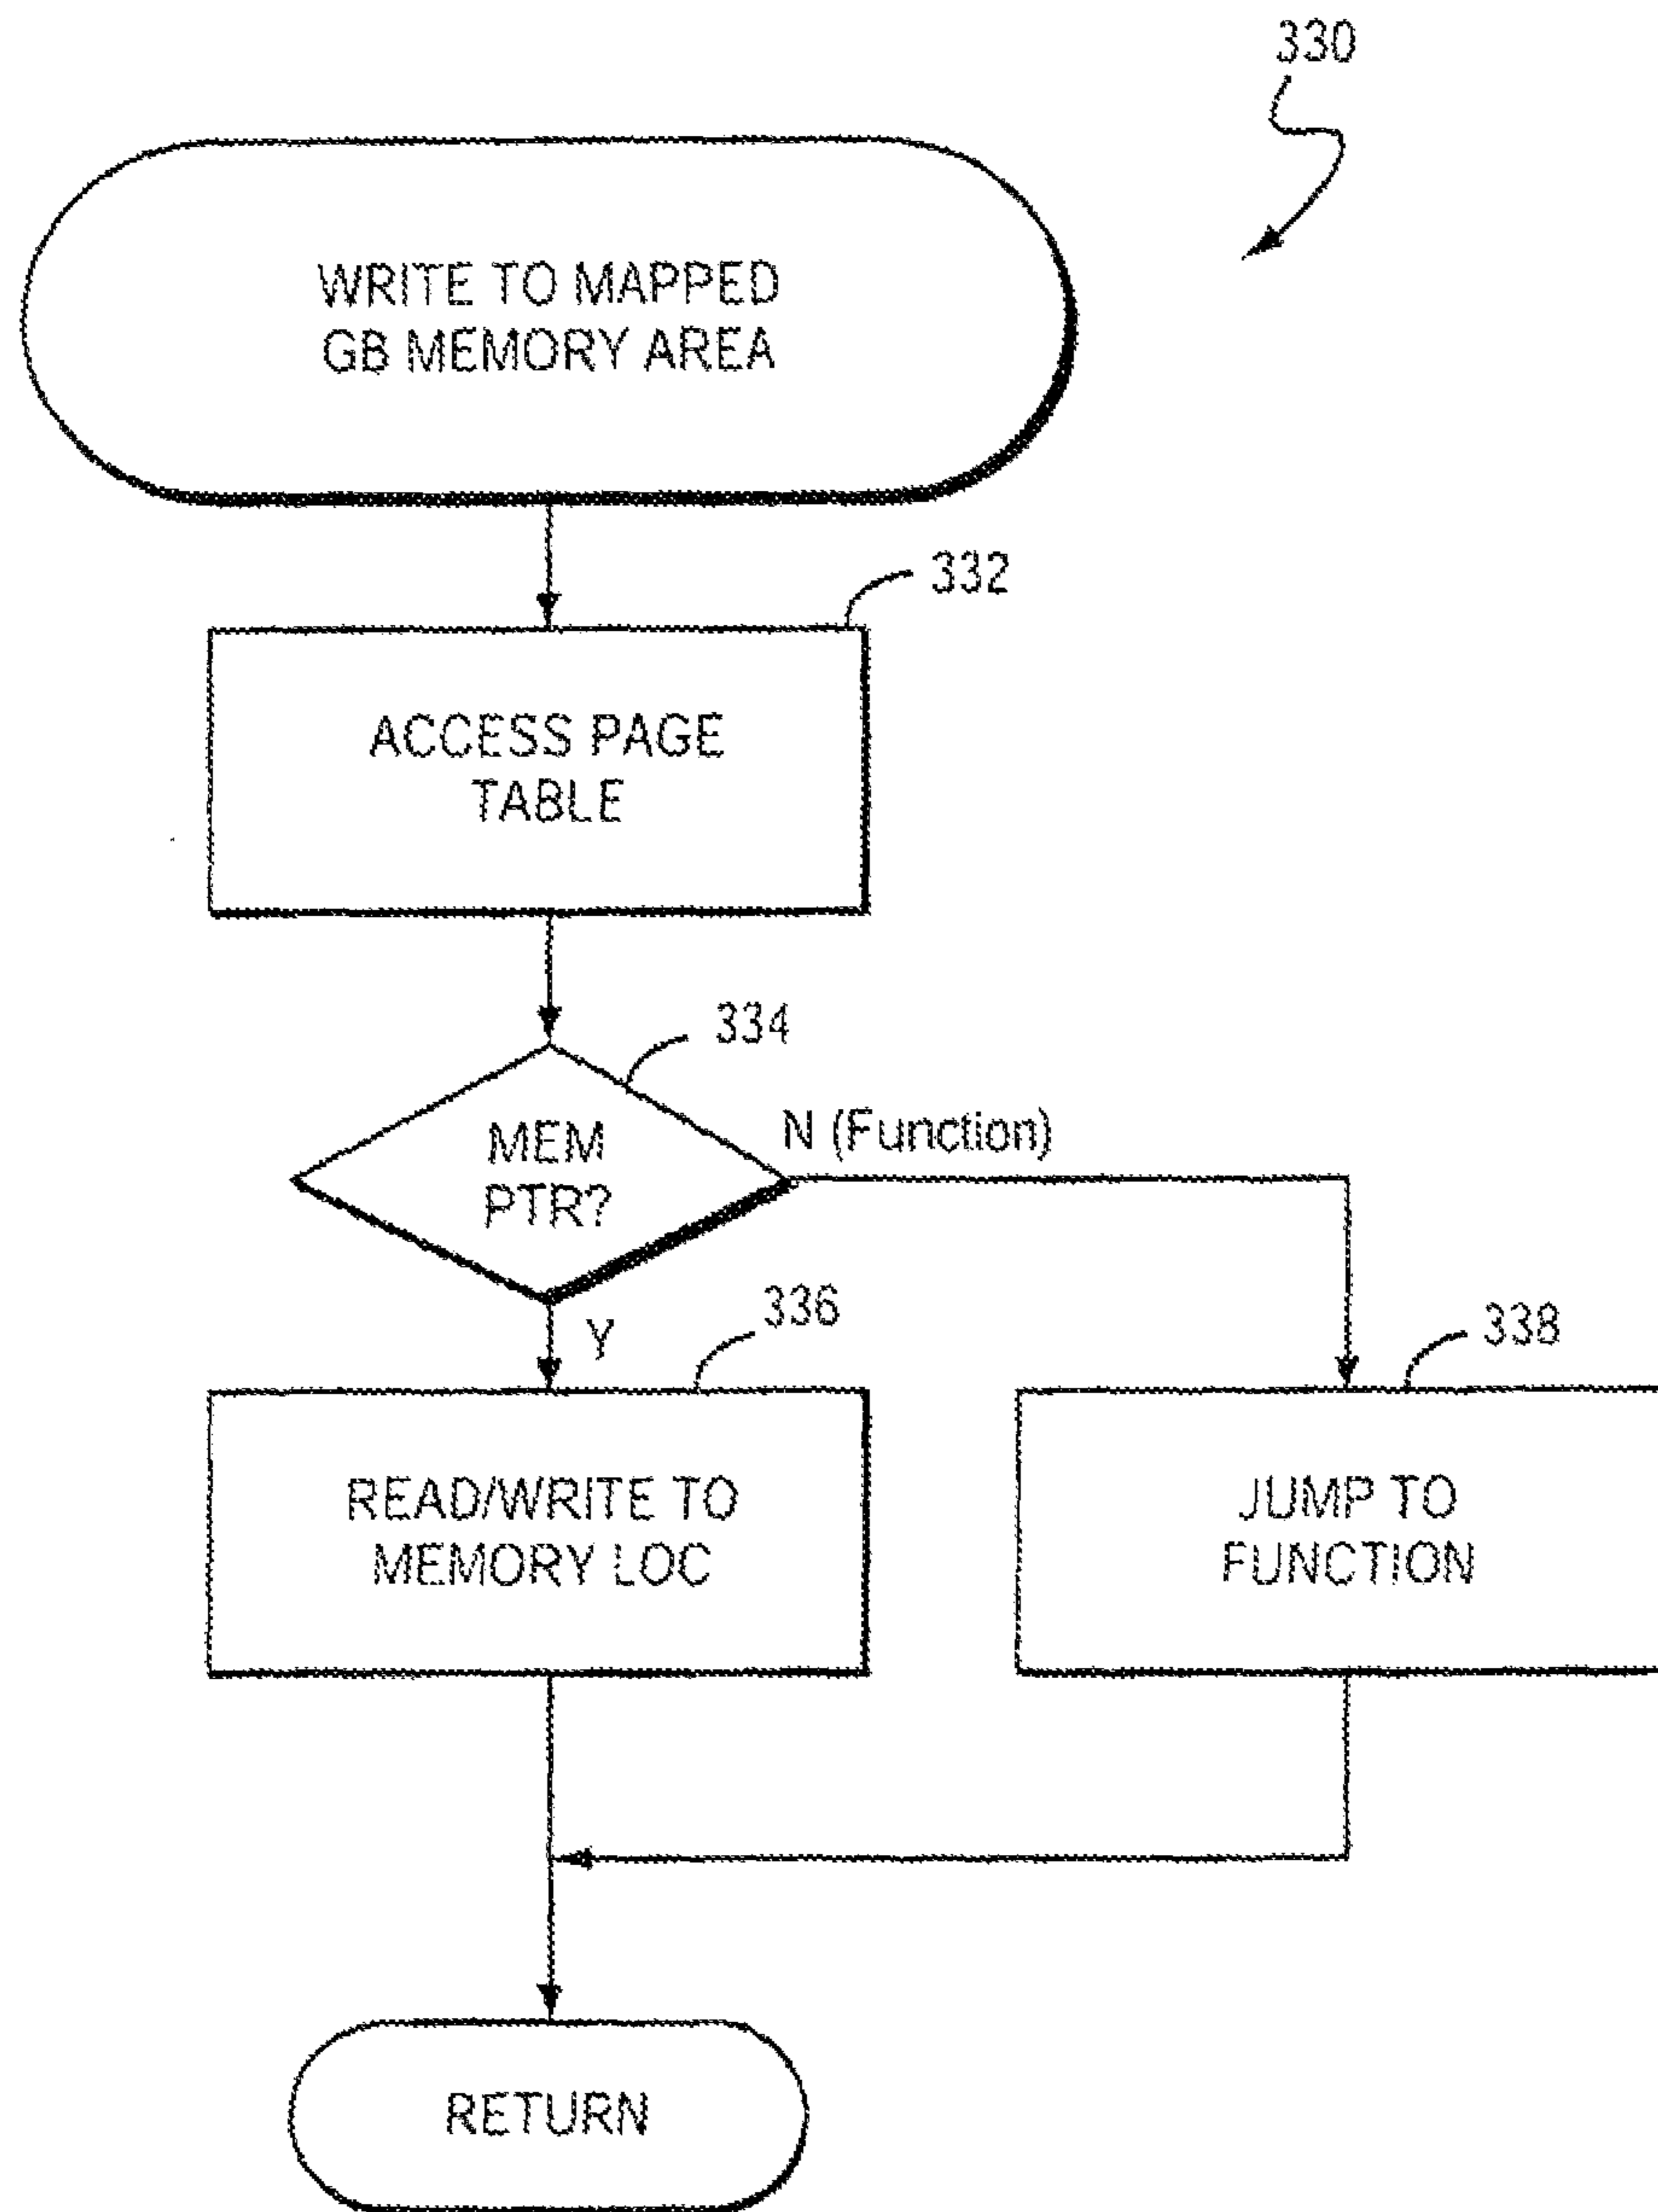 330
WRITE TO MAPPED
GB MEMORY AREA
332
ACCESS PAGE
TABLE
334
MEM
PTR?
N (Function)
Y
336
338
READ/WRITE TO
MEMORY LOC
JUMP TO
FUNCTION
RETURN